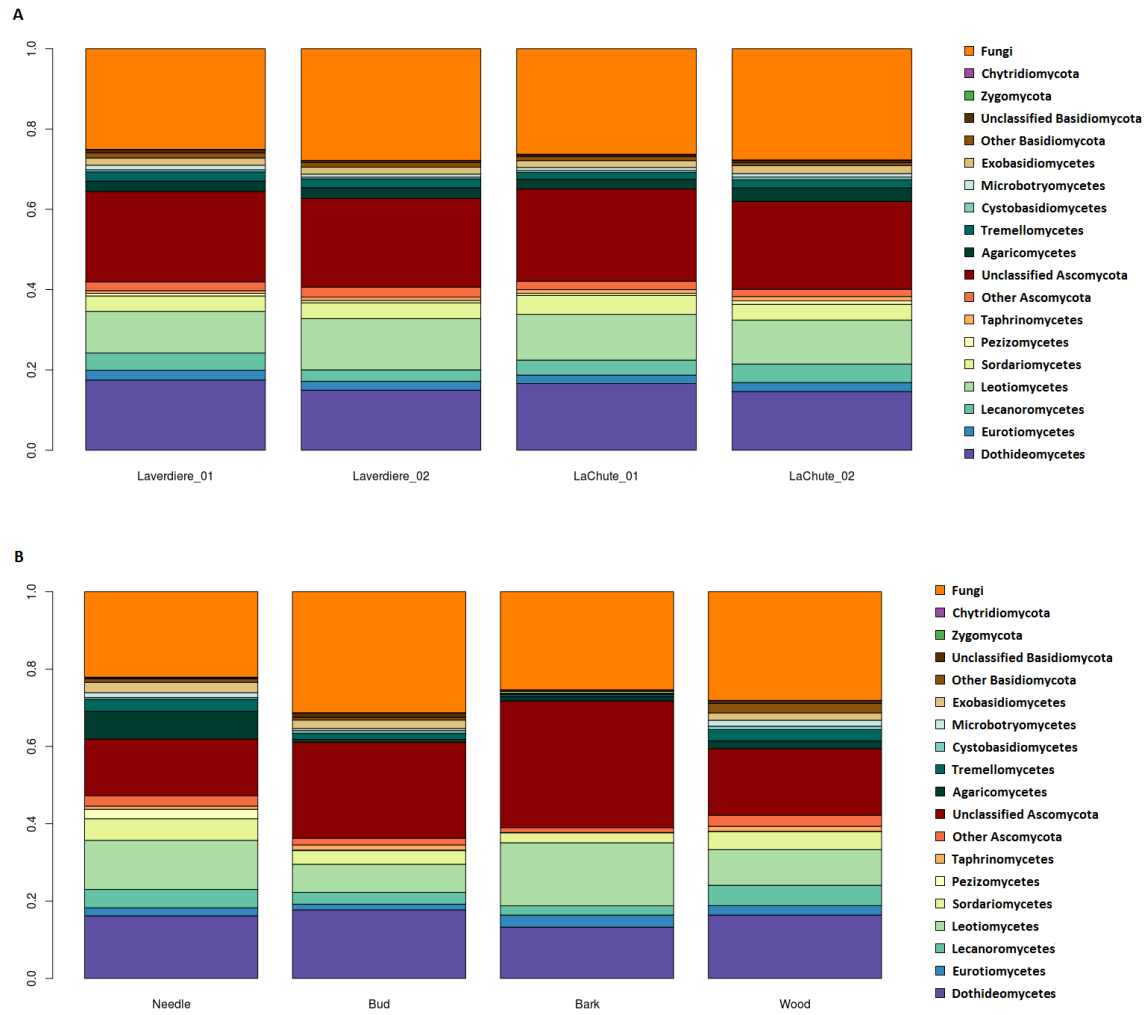 A
1.0
0.8
0.6
0.4
0.2
0.0
Laverdiere_01
Laverdiere_02
LaChute_01
LaChute_02
Fungi
Chytridiomycota
Zygomycota
Unclassified Basidiomycota
Other Basidiomycota
Exobasidiomycetes
Microbotryomycetes
Cystobasidiomycetes
Tremellomycetes
Agaricomycetes
Unclassified Ascomycota
Other Ascomycota
Taphrinomycetes
Pezizomycetes
Sordariomycetes
Leotiomycetes
Lecanoromycetes
Eurotiomycetes
Dothideomycetes
B
1.0
0.8
0.6
0.4
0.2
0.0
Needle
Bud
Bark
Wood
Fungi
Chytridiomycota
Zygomycota
Unclassified Basidiomycota
Other Basidiomycota
Exobasidiomycetes
Microbotryomycetes
Cystobasidiomycetes
Tremellomycetes
Agaricomycetes
Unclassified Ascomycota
Other Ascomycota
Taphrinomycetes
Pezizomycetes
Sordariomycetes
Leotiomycetes
Lecanoromycetes
Eurotiomycetes
Dothideomycetes